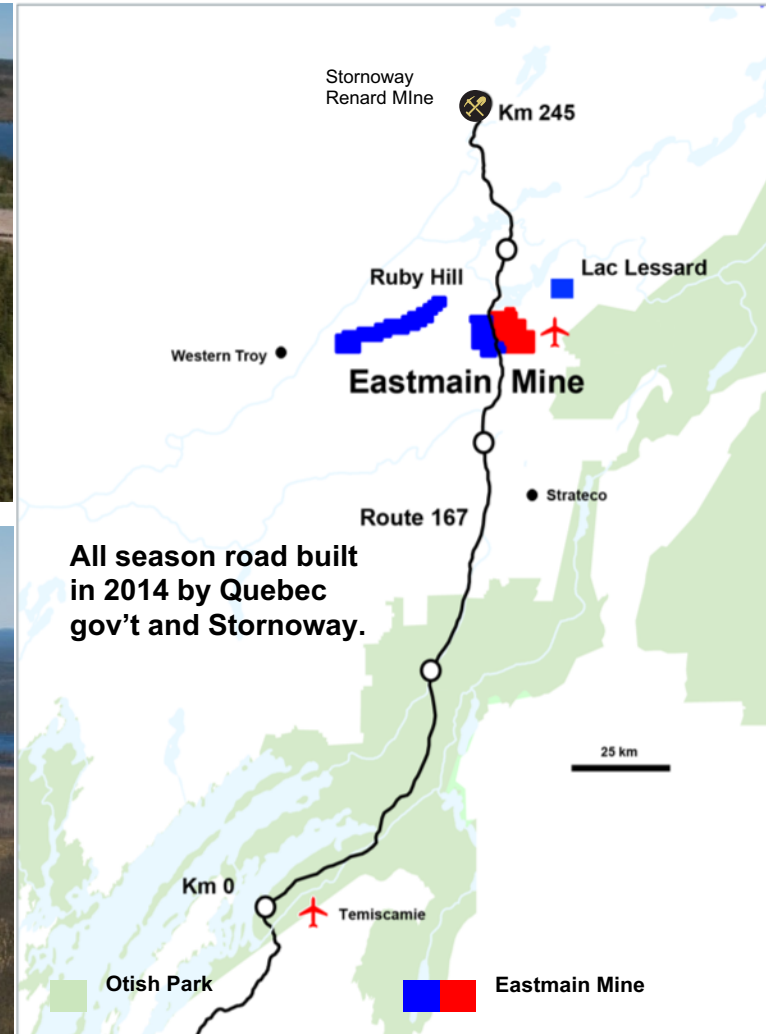 Stornoway
Renard MIne
Km 245
Lac Lessard
Ruby Hill
Western Troy
Eastmain Mine
Strateco
Route 167
All season road built
in 2014 by Quebec
gov't and Stornoway.
25 km
Km 0
Temiscamie
Otish Park
Eastmain Mine